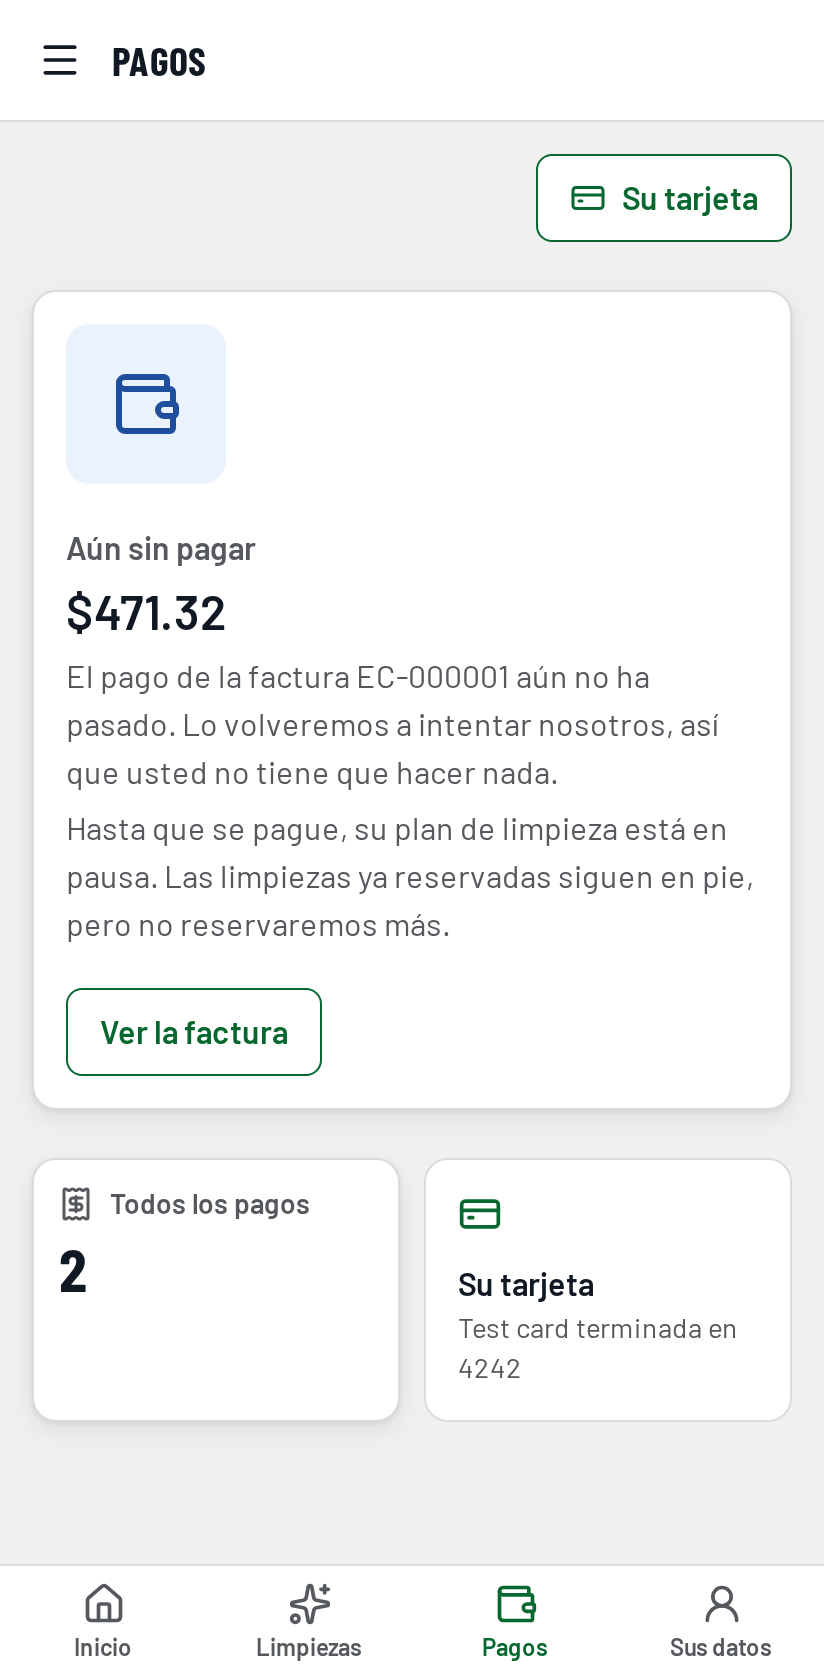 PAGOS
Su tarjeta
Aún sin pagar
$471.32
El pago de la factura EC-000001 aún no ha
pasado. Lo volveremos a intentar nosotros, así
que usted no tiene que hacer nada.
Hasta que se pague, su plan de limpieza está en
pausa. Las limpiezas ya reservadas siguen en pie,
pero no reservaremos más.
Ver la factura
Todos los pagos
2
Su tarjeta
Test card terminada en
4242
Inicio
Limpiezas
Pagos
Sus datos